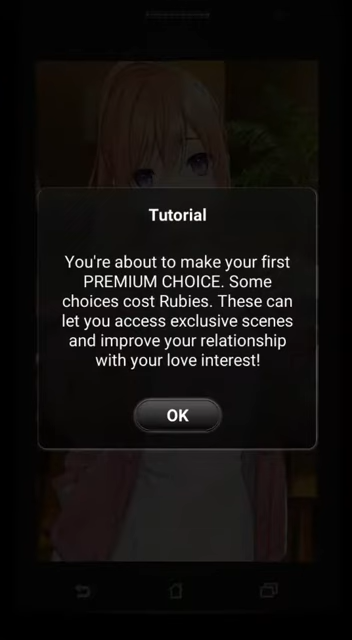 Tutorial
You're about to make your first
PREMIUM CHOICE. Some
choices cost Rubies. These can
let you access exclusive scenes
and improve your relationship
with your love interest!
OK